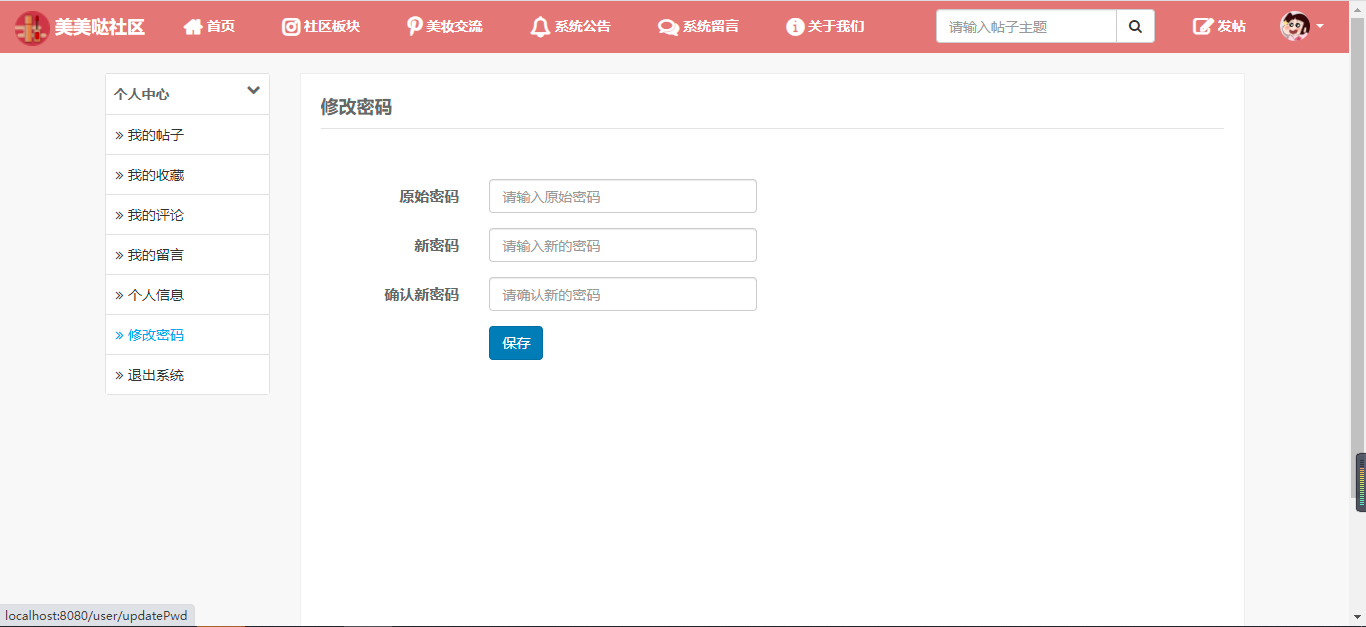 美美哒社区 首页 社区板块 美妆交流 系统公告 系统留言 关于我们 请输入帖子主题 发帖
个人中心
» 我的帖子
» 我的收藏
» 我的评论
» 我的留言
» 个人信息
» 修改密码
» 退出系统
修改密码
原始密码 请输入原始密码
新密码 请输入新的密码
确认新密码 请确认新的密码
保存
localhost:8080/user/updatePwd